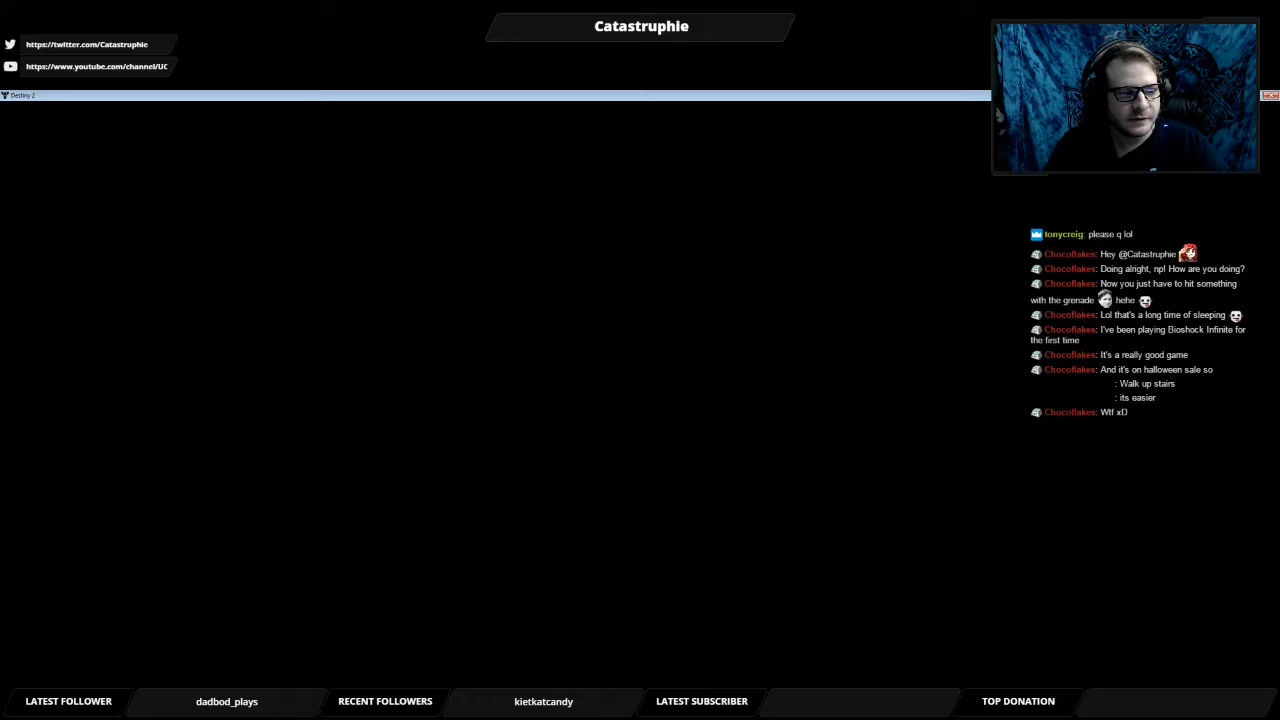 Catastruphie
https://twitter.com/Catastruphie
https://www.youtube.com/channel/UC
Destiny 2
tonycreig: please q lol
Chocoflakes: Hey @Catastruphie
Chocoflakes: Doing alright, np! How are you doing?
Chocoflakes: Now you just have to hit something
with the grenade hehe
Chocoflakes: Lol that's a long time of sleeping
Chocoflakes: I've been playing Bioshock Infinite for
the first time
Chocoflakes: It's a really good game
Chocoflakes: And it's on halloween sale so
: Walk up stairs
: its easier
Chocoflakes: Wtf xD
LATEST FOLLOWER
dadbod_plays
RECENT FOLLOWERS
kietkatcandy
LATEST SUBSCRIBER
TOP DONATION